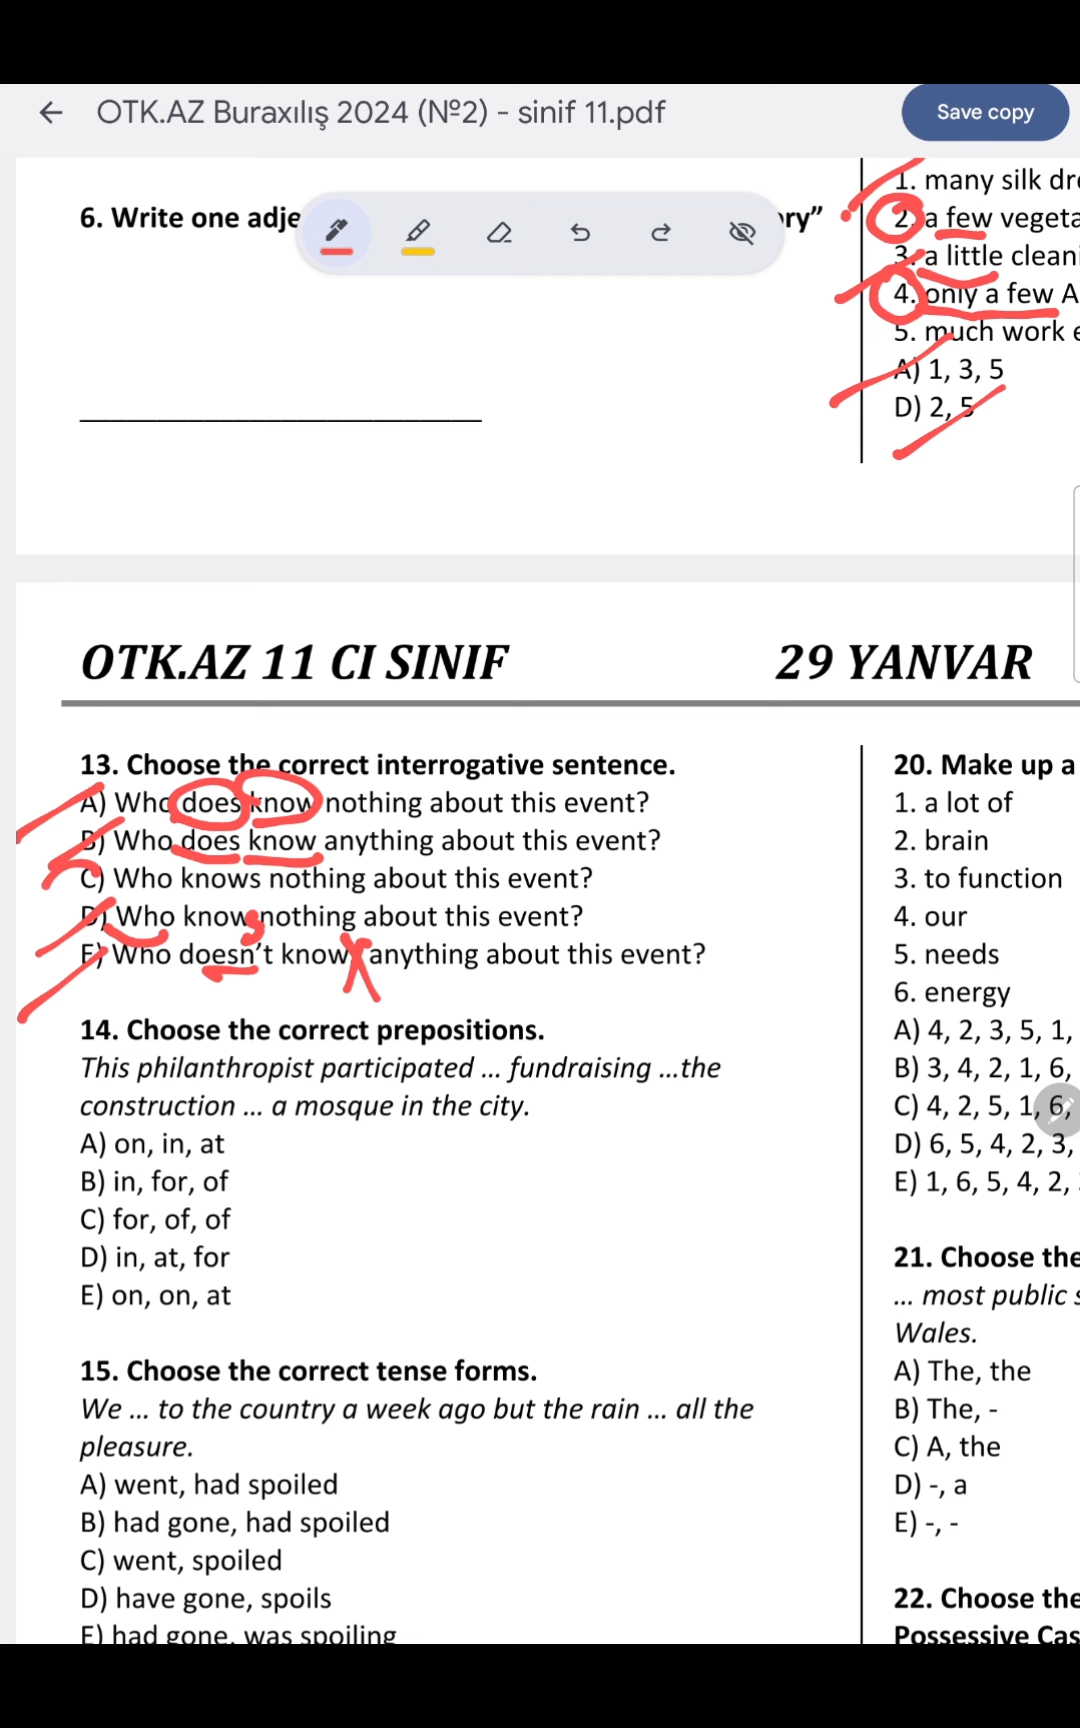 OTK.AZ Buraxılış 2024 (№2) - sinif 11.pdf
Save copy
6. Write one adje
ry”
1. many silk dre
2. a few vegeta
3. a little cleani
4. only a few A
5. much work e
A) 1, 3, 5
D) 2, 5
OTK.AZ 11 CI SINIF
29 YANVAR
13. Choose the correct interrogative sentence.
A) Who does know nothing about this event?
B) Who does know anything about this event?
C) Who knows nothing about this event?
D) Who know nothing about this event?
E) Who doesn’t know anything about this event?
14. Choose the correct prepositions.
This philanthropist participated ... fundraising ...the
construction ... a mosque in the city.
A) on, in, at
B) in, for, of
C) for, of, of
D) in, at, for
E) on, on, at
15. Choose the correct tense forms.
We ... to the country a week ago but the rain ... all the
pleasure.
A) went, had spoiled
B) had gone, had spoiled
C) went, spoiled
D) have gone, spoils
E) had gone, was spoiling
20. Make up a
1. a lot of
2. brain
3. to function
4. our
5. needs
6. energy
A) 4, 2, 3, 5, 1,
B) 3, 4, 2, 1, 6,
C) 4, 2, 5, 1, 6,
D) 6, 5, 4, 2, 3,
E) 1, 6, 5, 4, 2,
21. Choose the
... most public s
Wales.
A) The, the
B) The, -
C) A, the
D) -, a
E) -, -
22. Choose the
Possessive Cas